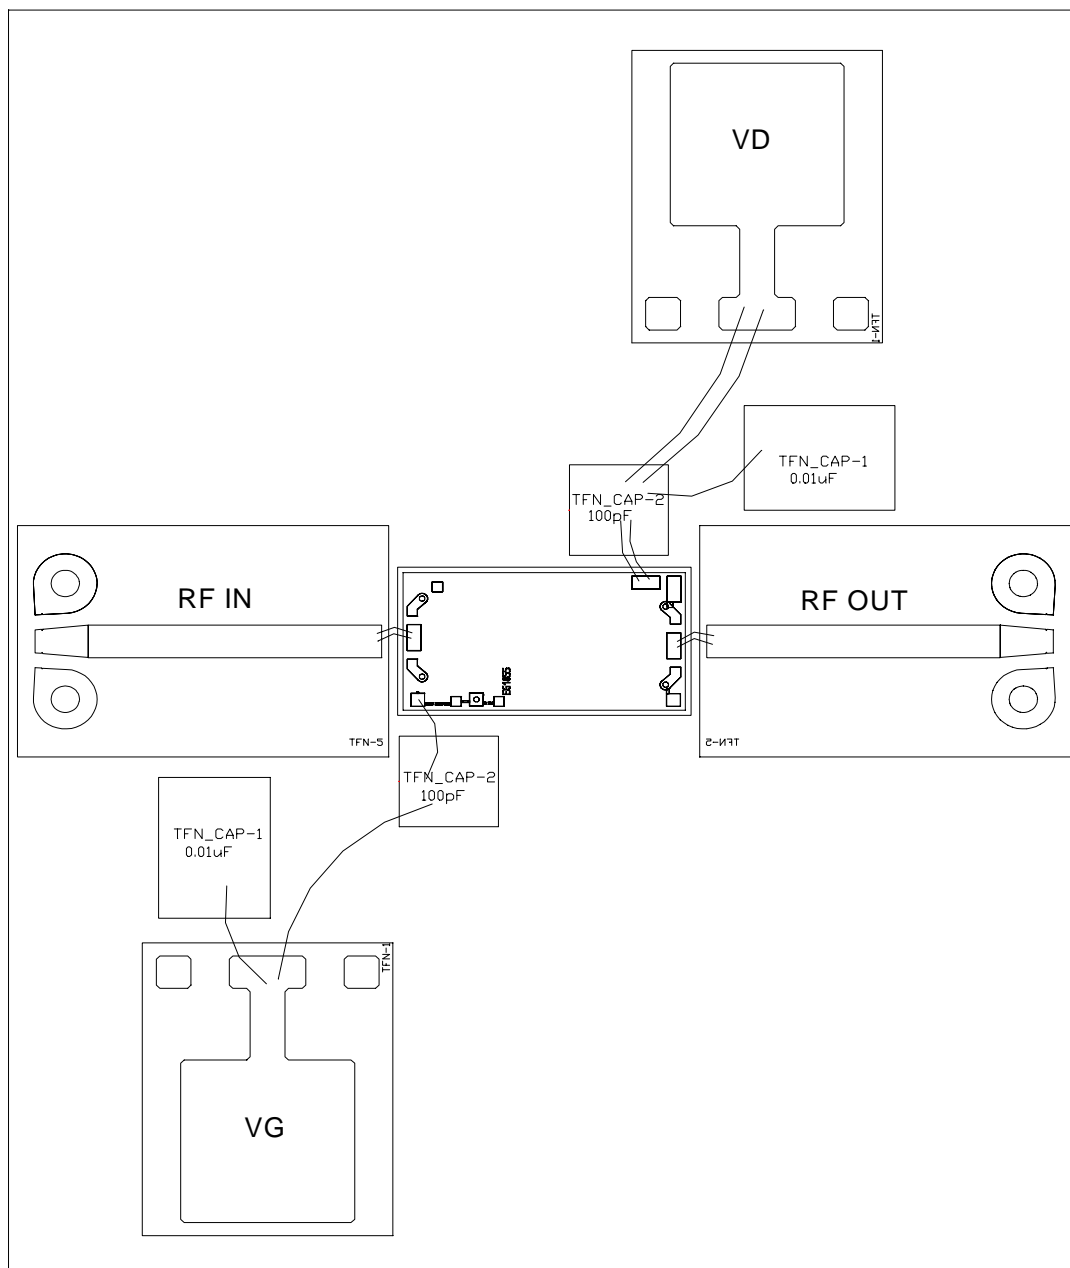 VD
TFN-1
TFN_CAP-1
0.01uF
TFN_CAP-2
100pF
RF IN
RF OUT
TFN-5
TFN-5
TFN_CAP-2
100pF
TFN_CAP-1
0.01uF
TFN-1
VG